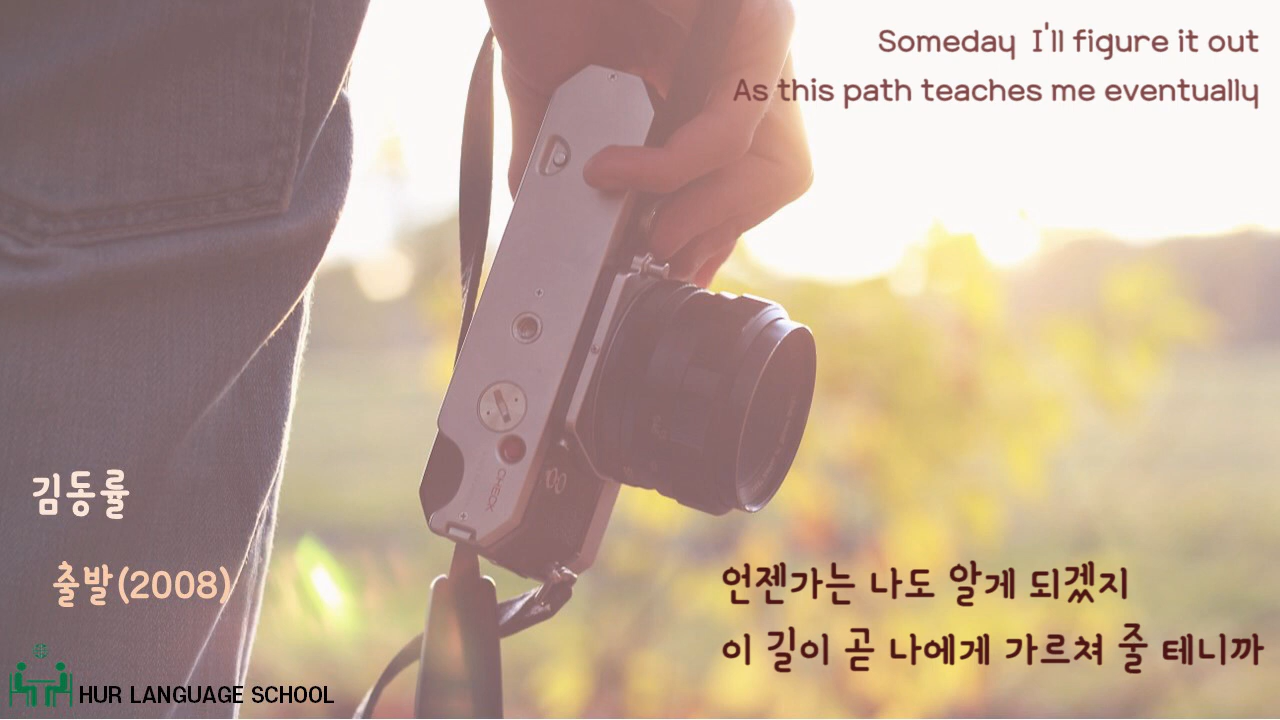 Someday I'll figure it out
As this path teaches me eventually
CHECK
김동률
출발(2008)
언젠가는 나도 알게 되겠지
이 길이 곧 나에게 가르쳐 줄 테니까
HUR LANGUAGE SCHOOL